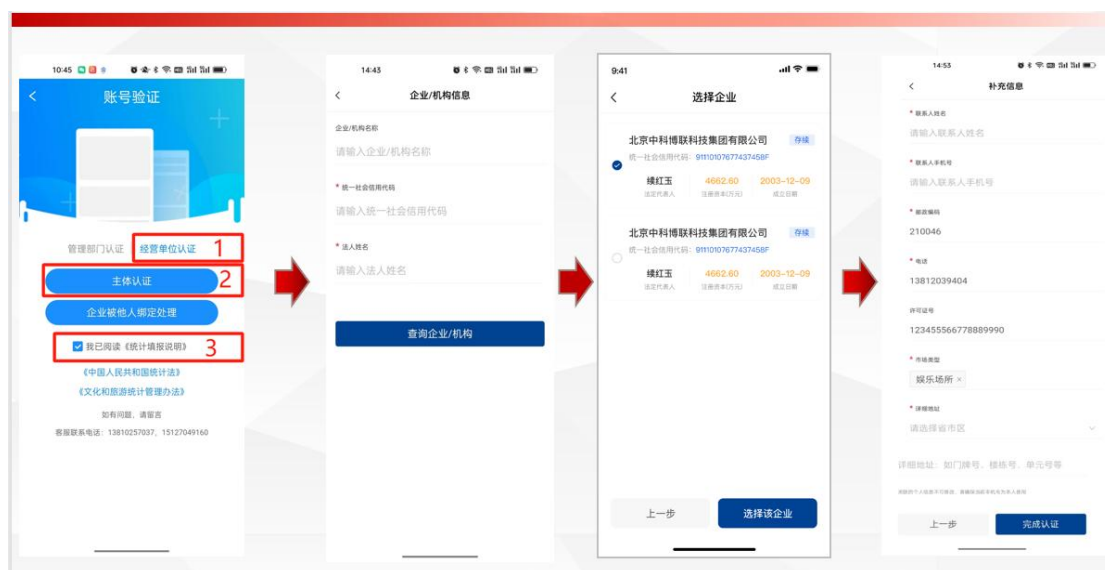 10:45
账号验证
管理部门认证 经营单位认证 1
主体认证 2
企业被他人绑定处理
我已阅读《统计填报说明》 3
《中国人民共和国统计法》
《文化和旅游统计管理办法》
如有问题，请留言
客服联系电话：13810257037，15127049160
14:43
企业/机构信息
企业/机构名称
请输入企业/机构名称
* 统一社会信用代码
请输入统一社会信用代码
* 法人姓名
请输入法人姓名
查询企业/机构
9:41
选择企业
北京中科博联科技集团有限公司 存续
统一社会信用代码：91110107677437458F
续红玉 4662.60 2003-12-09
法定代表人 注册资本(万元) 成立日期
北京中科博联科技集团有限公司 存续
统一社会信用代码：91110107677437458F
续红玉 4662.60 2003-12-09
法定代表人 注册资本(万元) 成立日期
上一步 选择该企业
14:53
补充信息
* 联系人姓名
请输入联系人姓名
* 联系人手机号
请输入联系人手机号
* 邮政编码
210046
* 电话
13812039404
许可证号
123455566778889990
* 市场类型
娱乐场所 ×
* 详细地址
请选择省市区
详细地址：如门牌号、楼栋号、单元号等
上一步 完成认证